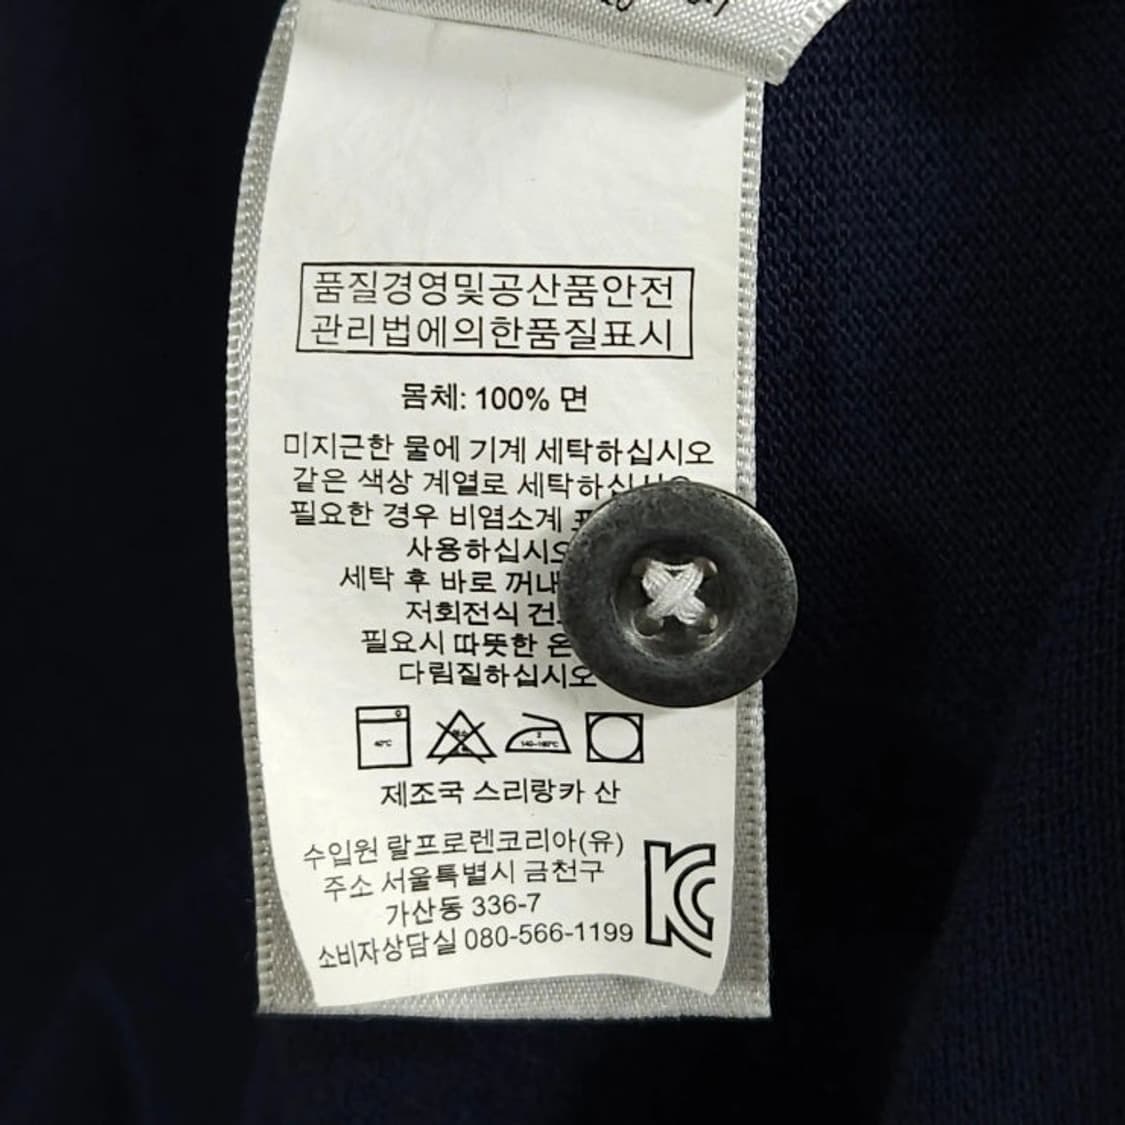 품질경영및공산품안전
관리법에의한품질표시
몸체: 100% 면
미지근한 물에 기계 세탁하십시오
같은 색상 계열로 세탁하십시오
필요한 경우 비염소계
사용하십시오
세탁 후 바로 꺼내
저회전식
필요시 따뜻한
다림질하십시오
40°C
2
140-160°C
제조국 스리랑카 산
수입원 랄프로렌코리아(유)
주소 서울특별시 금천구
가산동 336-7
소비자상담실 080-566-1199